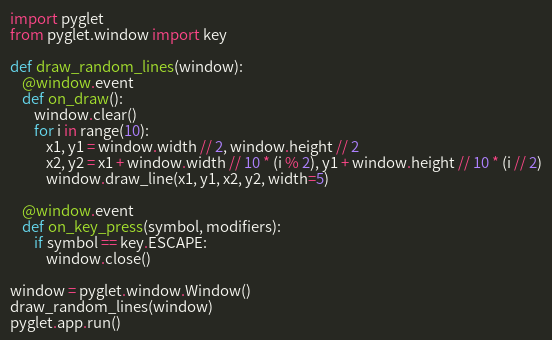 import pyglet
from pyglet.window import key

def draw_random_lines(window):
    @window.event
    def on_draw():
        window.clear()
        for i in range(10):
            x1, y1 = window.width // 2, window.height // 2
            x2, y2 = x1 + window.width // 10 * (i % 2), y1 + window.height // 10 * (i // 2)
            window.draw_line(x1, y1, x2, y2, width=5)

    @window.event
    def on_key_press(symbol, modifiers):
        if symbol == key.ESCAPE:
            window.close()

window = pyglet.window.Window()
draw_random_lines(window)
pyglet.app.run()